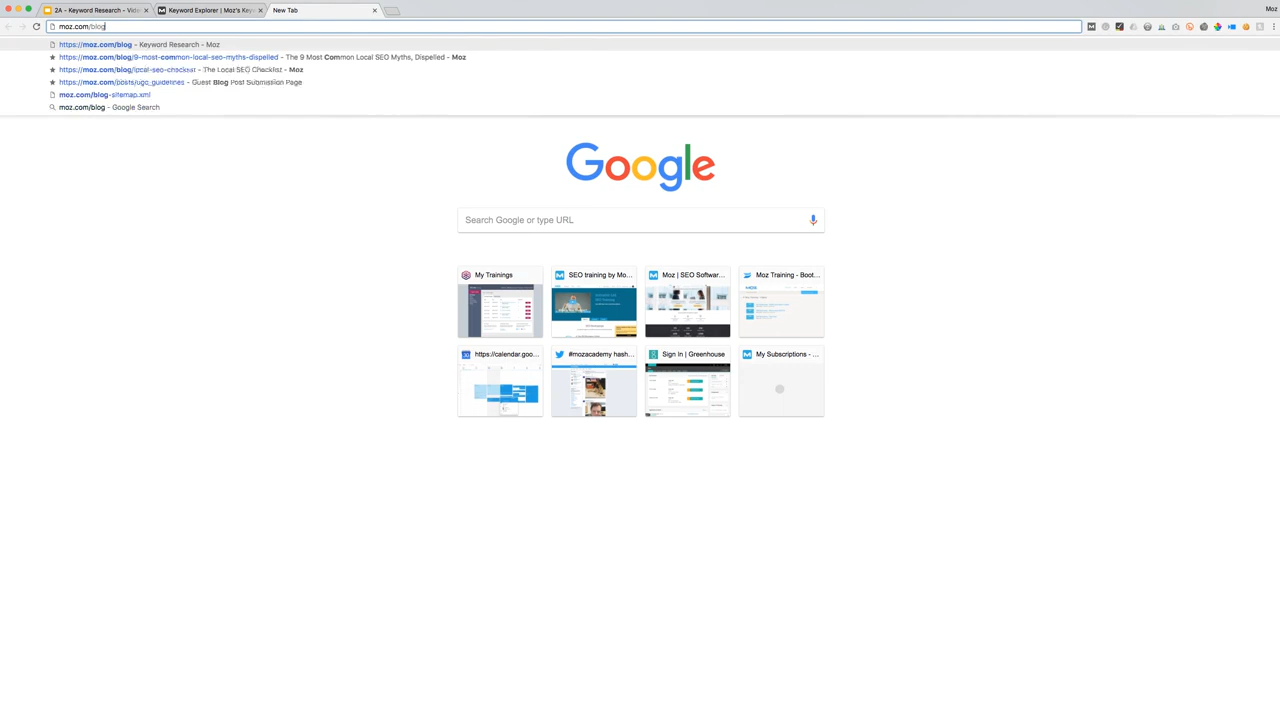 2A - Keyword Research - Vide
Keyword Explorer | Moz's Key
New Tab
Moz
moz.com/blog
https://moz.com/blog - Keyword Research - Moz
https://moz.com/blog/9-most-common-local-seo-myths-dispelled - The 9 Most Common Local SEO Myths, Dispelled - Moz
https://moz.com/blog/local-seo-checklist - The Local SEO Checklist - Moz
https://moz.com/posts/ugc_guidelines - Guest Blog Post Submission Page
moz.com/blog-sitemap.xml
moz.com/blog - Google Search
Google
Search Google or type URL
My Trainings
SEO training by Mo...
Moz | SEO Softwar...
Moz Training - Boot...
https://calendar.goo...
#mozacademy hash...
Sign In | Greenhouse
My Subscriptions - ...